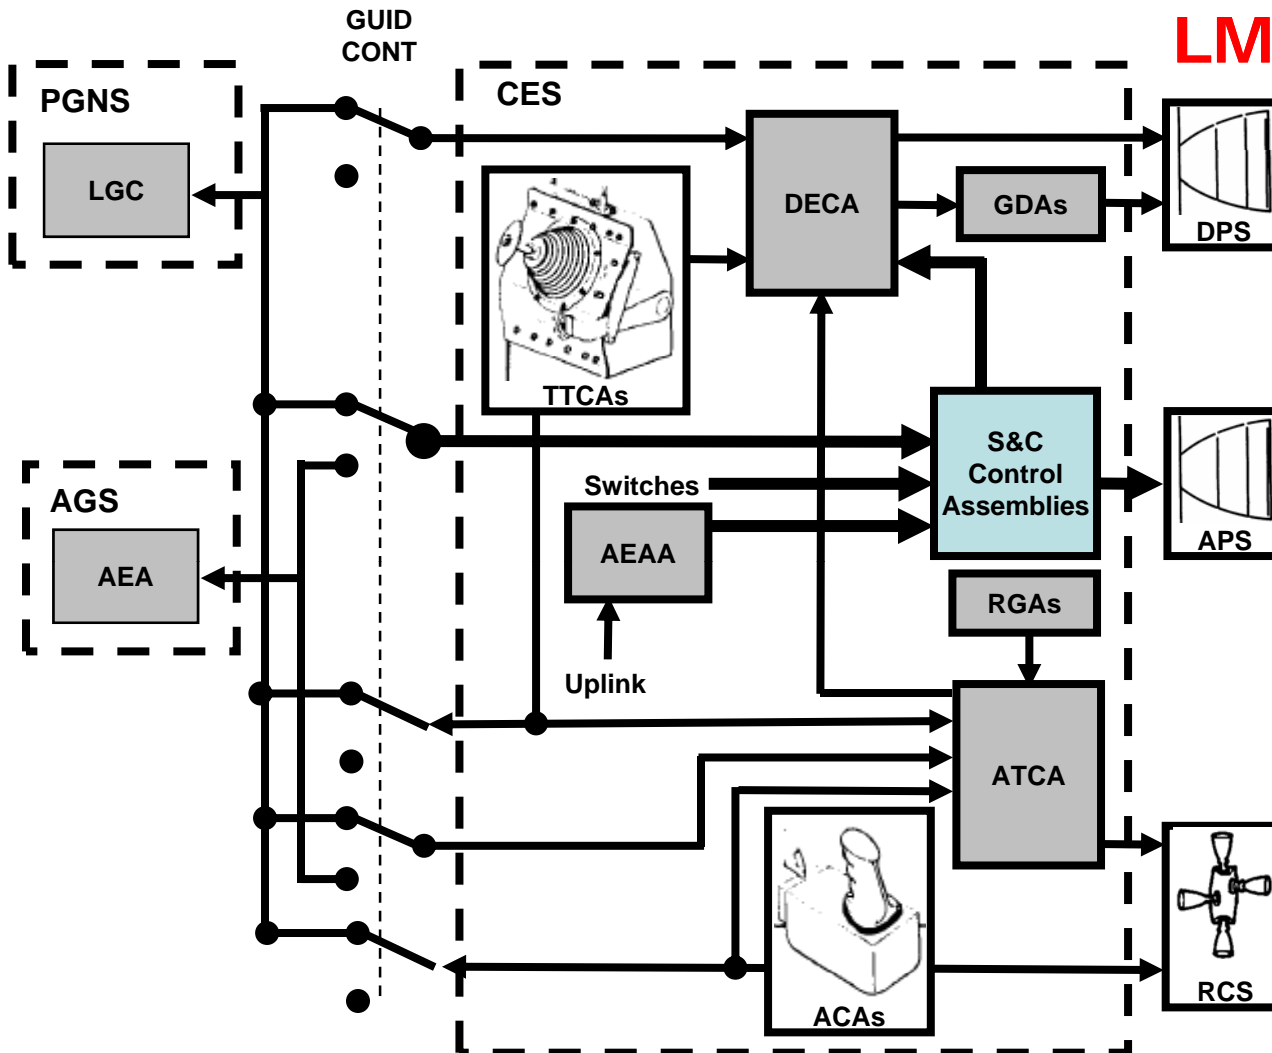 GUID
CONT
LM
PGNS
CES
LGC
DECA
GDAs
DPS
TTCAs
S&C
Control
Assemblies
AGS
Switches
AEA
AEAA
APS
RGAs
Uplink
ATCA
RCS
ACAs